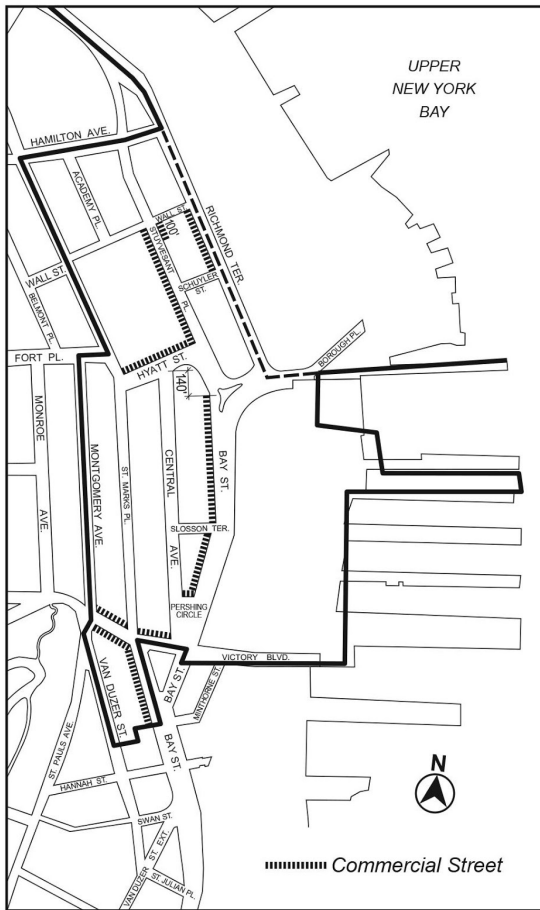 UPPER
NEW YORK
BAY
HAMILTON AVE.
ACADEMY PL.
WALL ST.
100'
RICHMOND TER.
STUYVESANT PL.
SCHUYLER
ST.
WALL ST.
BELMONT PL.
FORT PL.
HYATT ST.
BOROUGH PL.
140'
MONROE
AVE.
MONTGOMERY AVE.
ST. MARKS PL.
CENTRAL
AVE.
BAY ST.
SLOSSON TER.
PERSHING
CIRCLE
VICTORY BLVD.
VAN DUZER ST.
BAY ST.
MINTHORNE ST.
ST. PAULS AVE.
BAY ST.
HANNAH ST.
SWAN ST.
VAN DUZER
ST. EXT.
ST. JULIAN PL.
N
Commercial Street